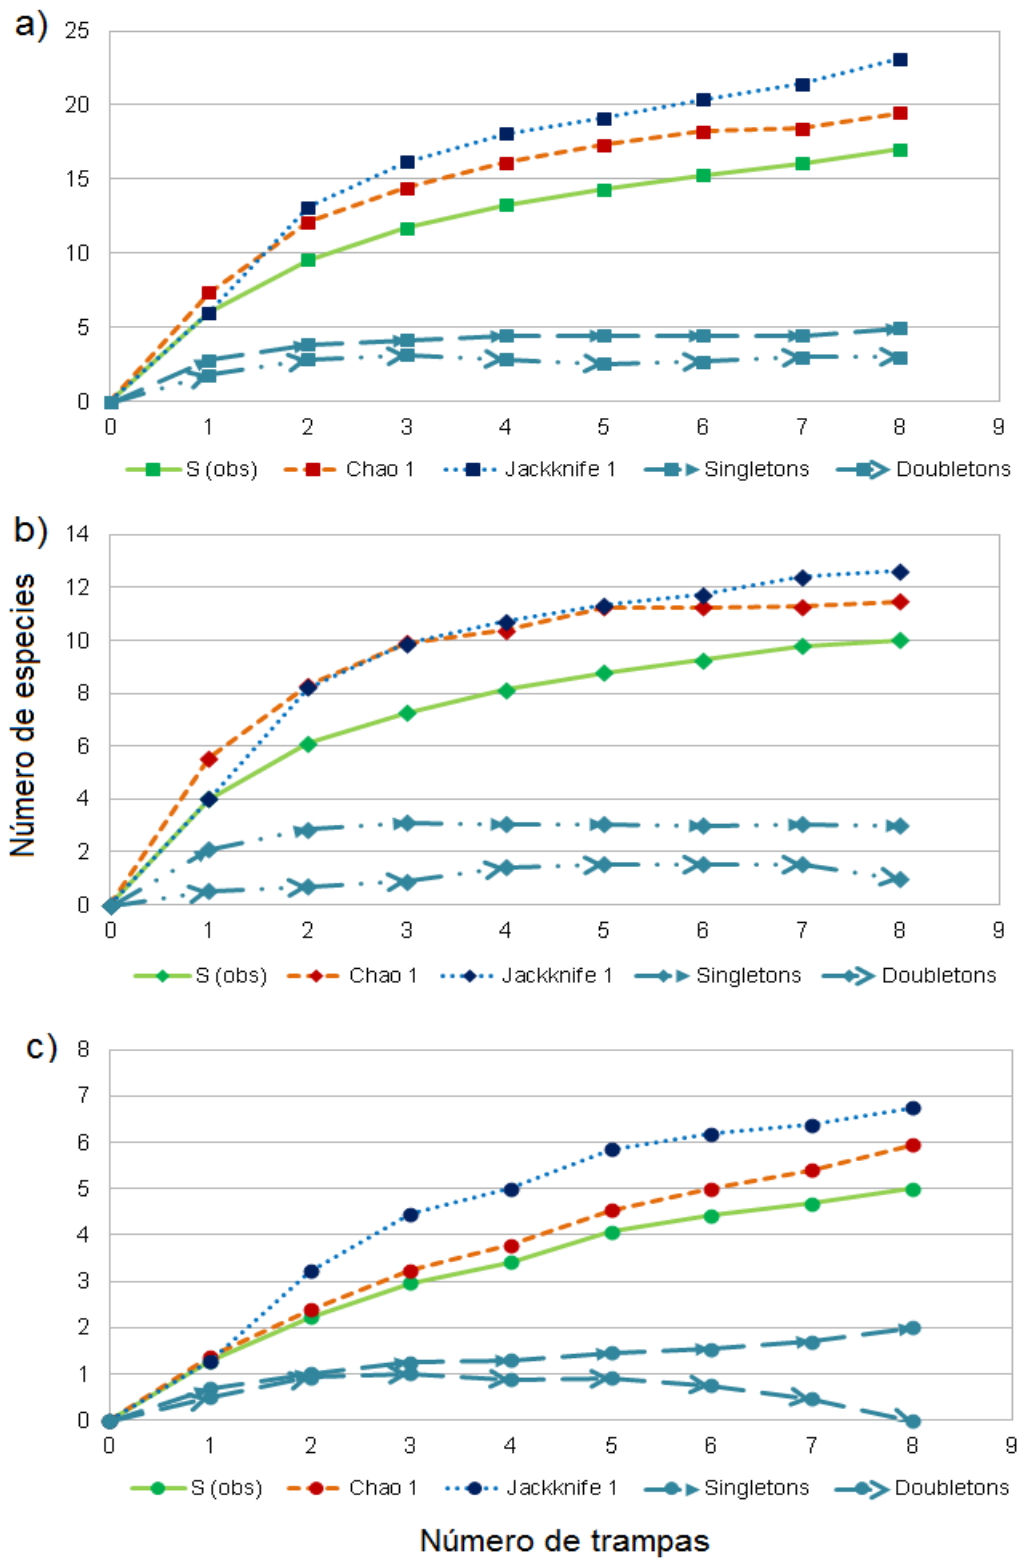 a)
25
20
15
10
5
0
0 1 2 3 4 5 6 7 8 9
S (obs) Chao 1 Jackknife 1 Singletons Doubletons
b)
Número de especies
14
12
10
8
6
4
2
0
0 1 2 3 4 5 6 7 8 9
S (obs) Chao 1 Jackknife 1 Singletons Doubletons
c)
8
7
6
5
4
3
2
1
0
0 1 2 3 4 5 6 7 8 9
S (obs) Chao 1 Jackknife 1 Singletons Doubletons
Número de trampas